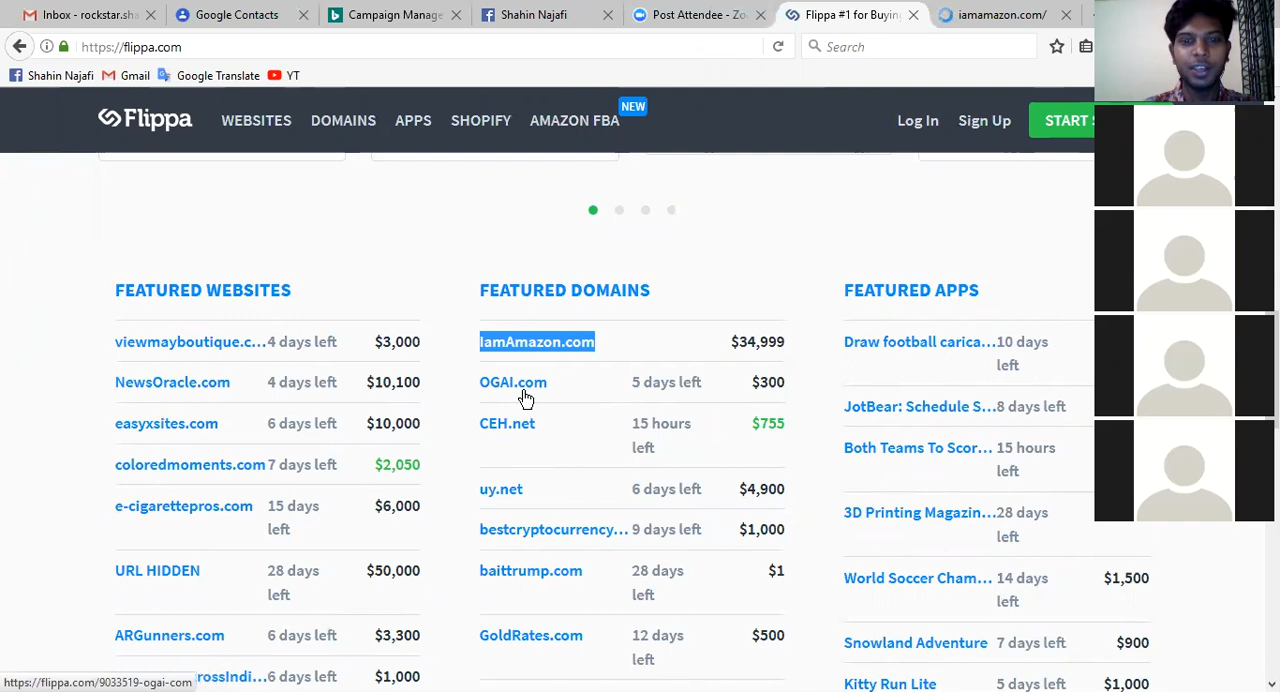 Inbox - rockstar.sha
Google Contacts
Campaign Manage
Shahin Najafi
Post Attendee - Zo
Flippa #1 for Buying
iamamazon.com/
https://flippa.com
Search
Shahin Najafi
Gmail
Google Translate
YT
Flippa
WEBSITES
DOMAINS
APPS
SHOPIFY
AMAZON FBA
NEW
Log In
Sign Up
START
FEATURED WEBSITES
viewmayboutique.c... 4 days left $3,000
NewsOracle.com 4 days left $10,100
easyxsites.com 6 days left $10,000
coloredmoments.com 7 days left $2,050
e-cigarettepros.com 15 days $6,000
left
URL HIDDEN 28 days $50,000
left
ARGunners.com 6 days left $3,300
6 days left $1,000
FEATURED DOMAINS
IamAmazon.com $34,999
OGAI.com 5 days left $300
CEH.net 15 hours $755
left
uy.net 6 days left $4,900
bestcryptocurrency... 9 days left $1,000
baittrump.com 28 days $1
left
GoldRates.com 12 days $500
left
FEATURED APPS
Draw football carica... 10 days
left
JotBear: Schedule S... 8 days left
Both Teams To Scor... 15 hours
left
3D Printing Magazin... 28 days
left
World Soccer Cham... 14 days $1,500
left
Snowland Adventure 7 days left $900
Kitty Run Lite 5 days left $1,000
https://flippa.com/9033519-ogai-com